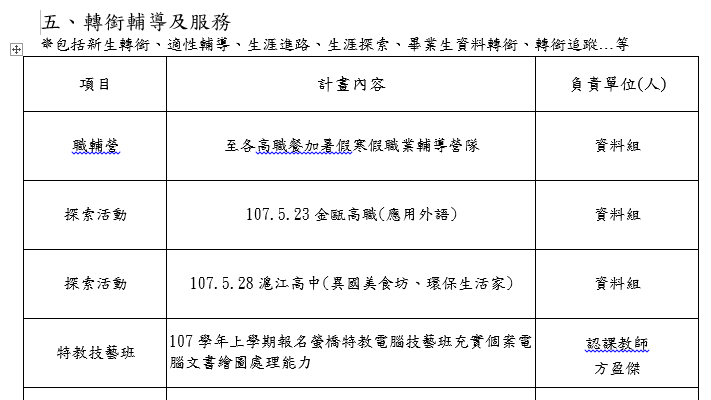 五、轉銜輔導及服務
※包括新生轉銜、適性輔導、生涯進路、生涯探索、畢業生資料轉銜、轉銜追蹤…等
項目 計畫內容 負責單位(人)
職輔營 至各高職餐加暑假寒假職業輔導營隊 資料組
探索活動 107.5.23 金甌高職(應用外語) 資料組
探索活動 107.5.28 滬江高中(異國美食坊、環保生活家) 資料組
特教技藝班 107 學年上學期報名螢橋特教電腦技藝班充實個案電
腦文書繪圖處理能力 認課教師
方盈傑